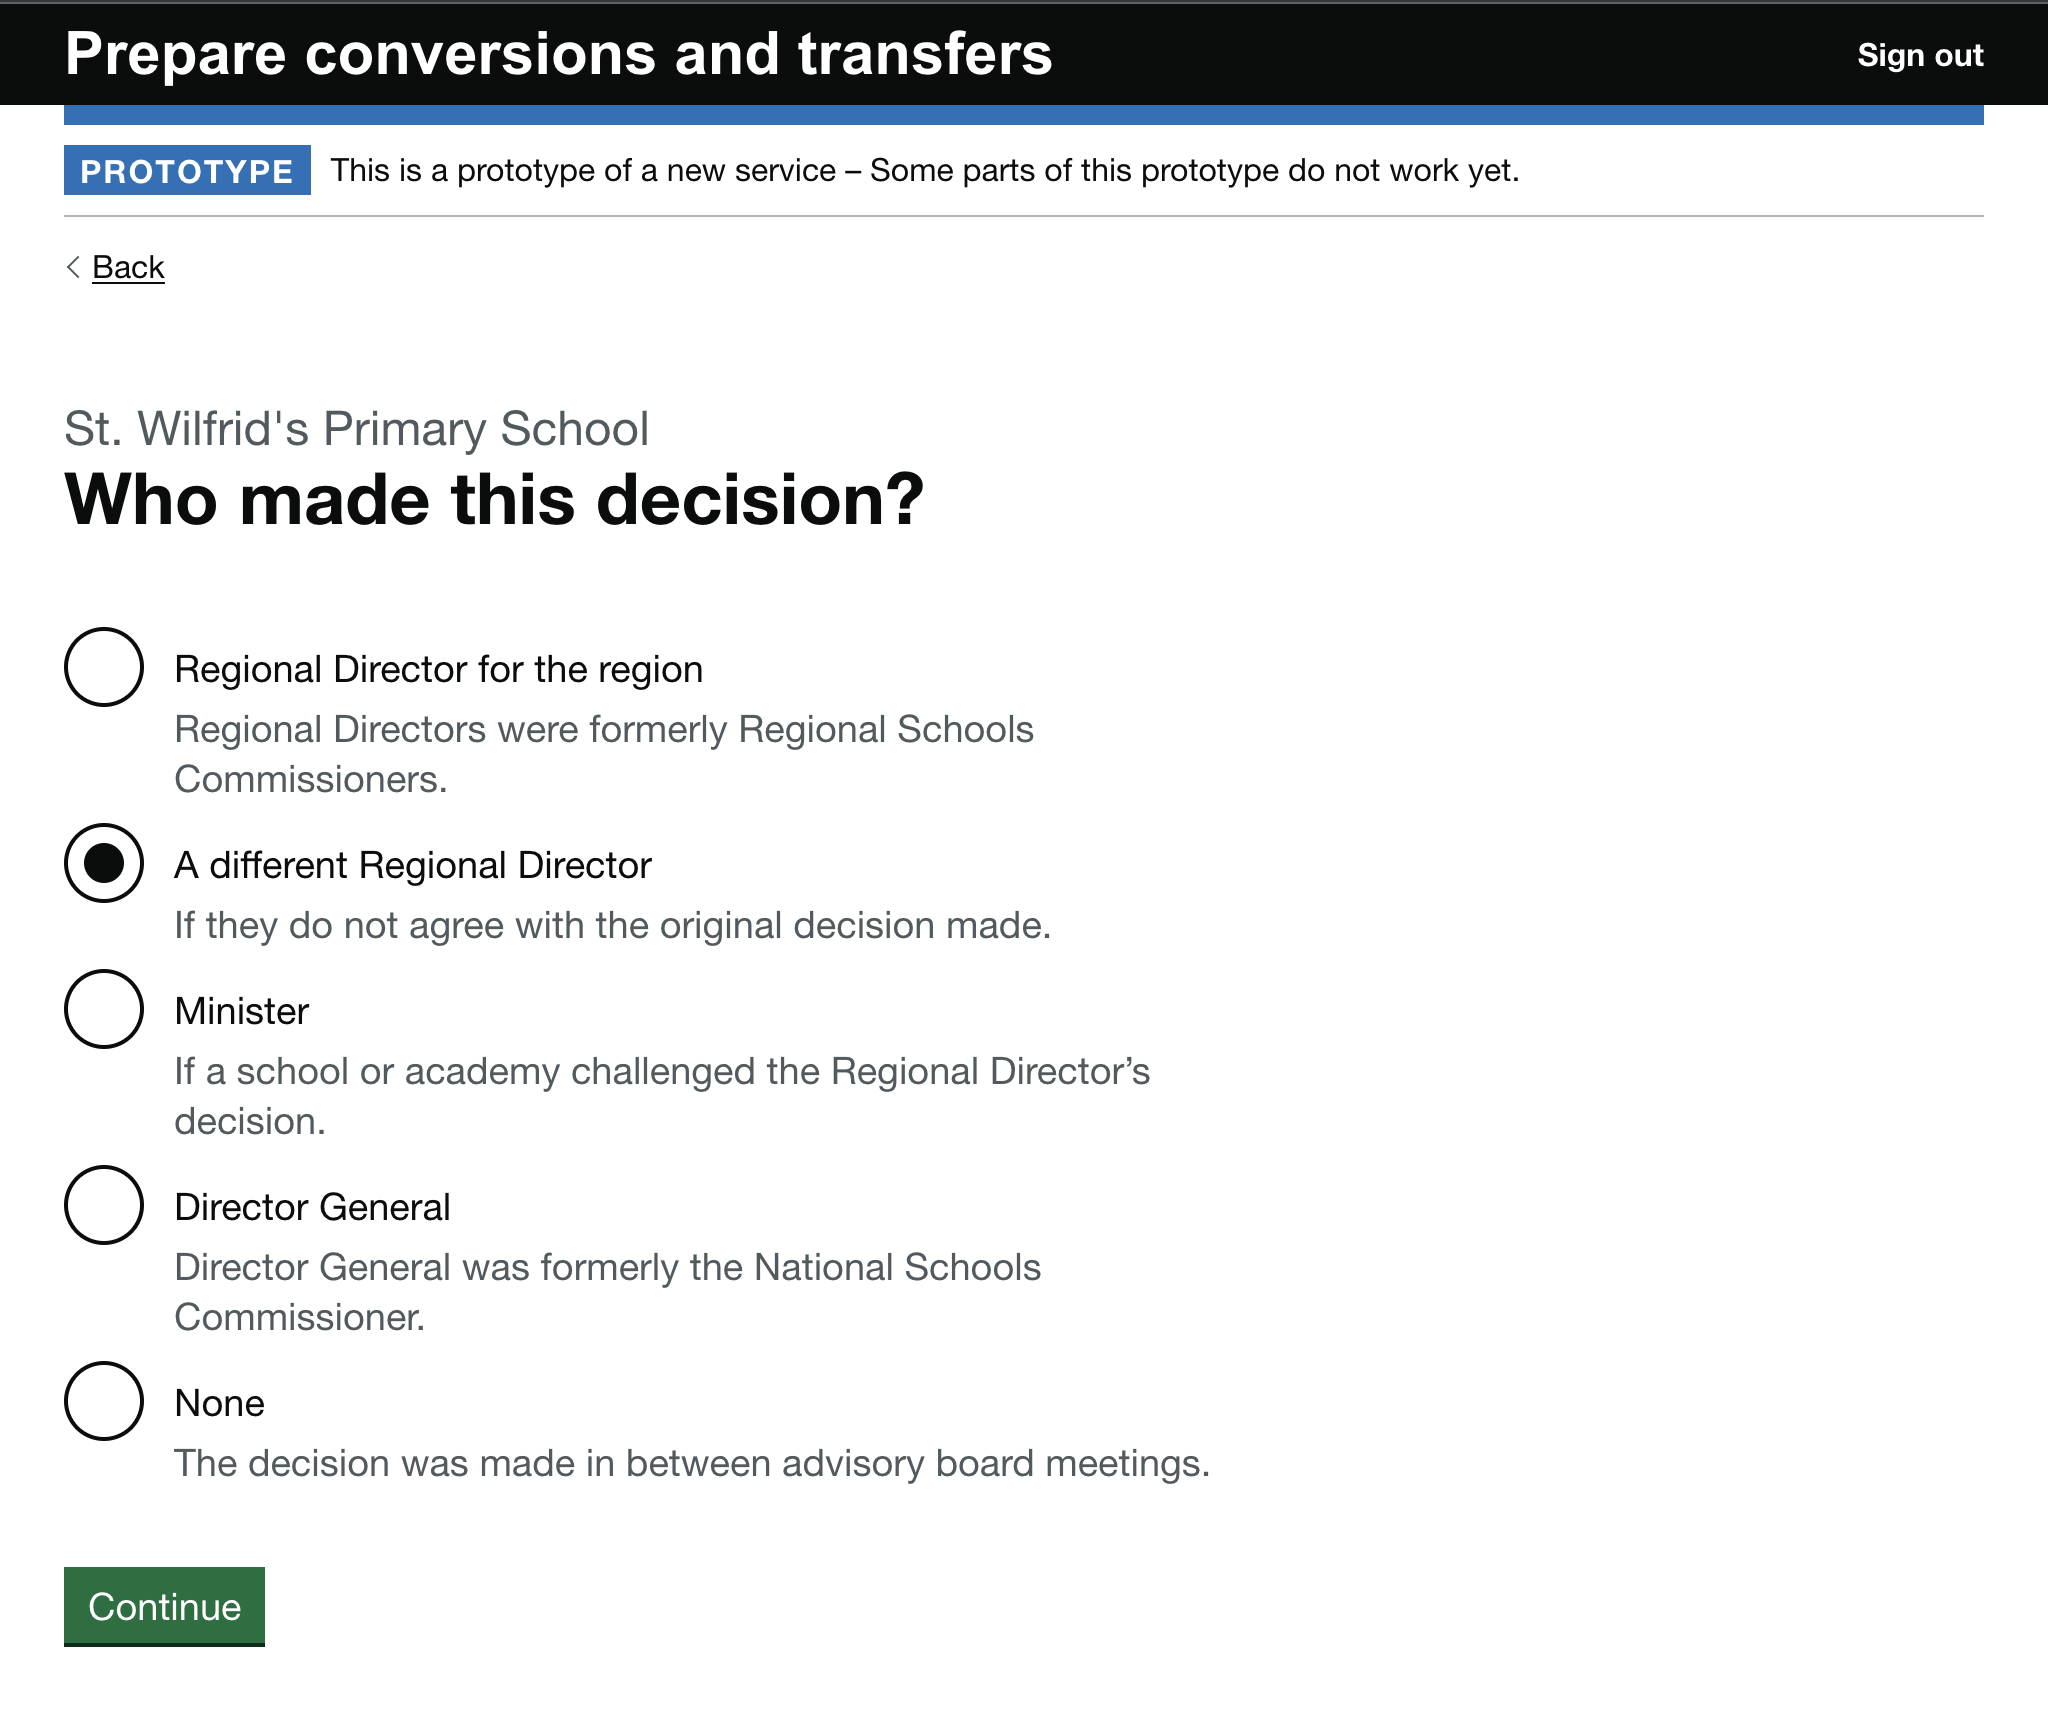 Prepare conversions and transfers
Sign out
PROTOTYPE This is a prototype of a new service – Some parts of this prototype do not work yet.
Back
St. Wilfrid's Primary School
Who made this decision?
Regional Director for the region
Regional Directors were formerly Regional Schools
Commissioners.
A different Regional Director
If they do not agree with the original decision made.
Minister
If a school or academy challenged the Regional Director’s
decision.
Director General
Director General was formerly the National Schools
Commissioner.
None
The decision was made in between advisory board meetings.
Continue